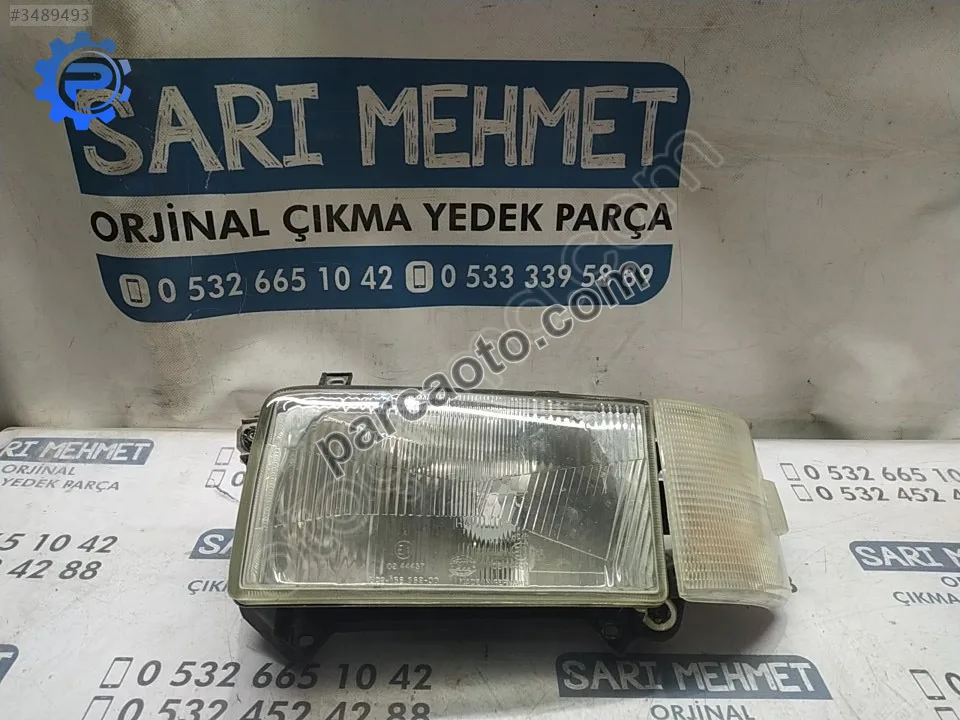 #3489493
SARI MEHMET
ORJİNAL ÇIKMA YEDEK PARÇA
0 532 665 10 42 0 533 339 58 89
parcaoto.com
SARI MEHMET
ORJİNAL
YEDEK PARÇA
65 10 42
4 42 88
0 532 665 10
0 532 452 4
SARI MEH
ÇIKMA
0 532 665 10 42
0 532 452 42 88
SARI MEHMET
ORJİNAL